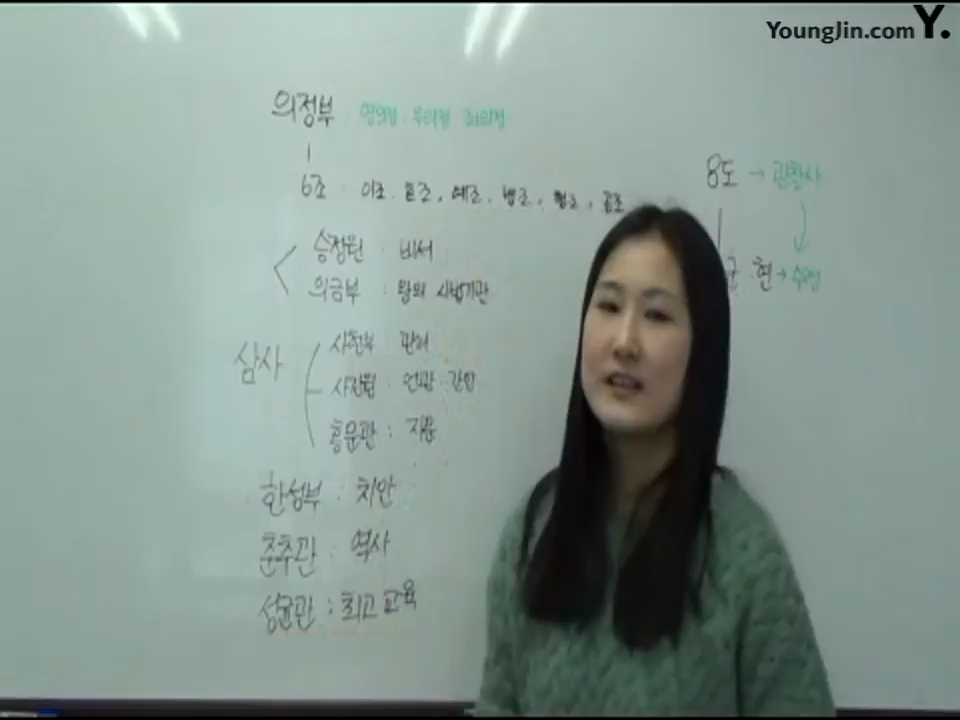 YoungJin.com Y.
의정부 영의정 우의정 좌의정
6조 : 이조, 호조, 예조, 병조, 형조, 공조
승정원 : 비서
의금부 : 왕의 사법기관
삼사
사헌부 : 관리
사간원 : 언관·간쟁
홍문관 : 자문
한성부 : 치안
춘추관 : 역사
성균관 : 최고 교육
8도 → 관찰사
군 현 → 수령